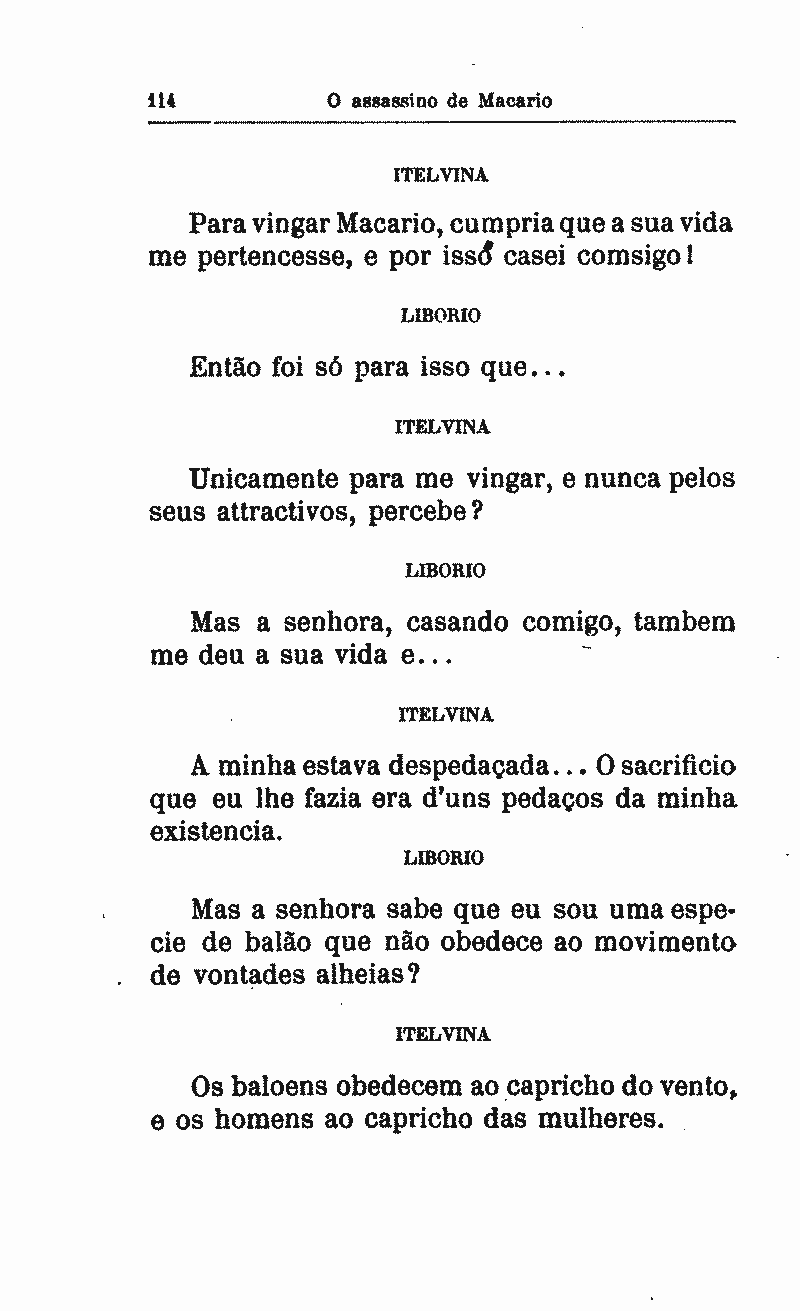 114 O assassino de Macario
ITELVINA
Para vingar Macario, cumpria que a sua vida
me pertencesse, e por isso casei comsigo!
LIBORIO
Então foi só para isso que...
ITELVINA
Unicamente para me vingar, e nunca pelos
seus attractivos, percebe?
LIBORIO
Mas a senhora, casando comigo, tambem
me deu a sua vida e...
ITELVINA
A minha estava despedaçada... O sacrificio
que eu lhe fazia era d'uns pedaços da minha
existencia.
LIBORIO
Mas a senhora sabe que eu sou uma espe-
cie de balão que não obedece ao movimento
de vontades alheias?
ITELVINA
Os baloens obedecem ao capricho do vento,
e os homens ao capricho das mulheres.